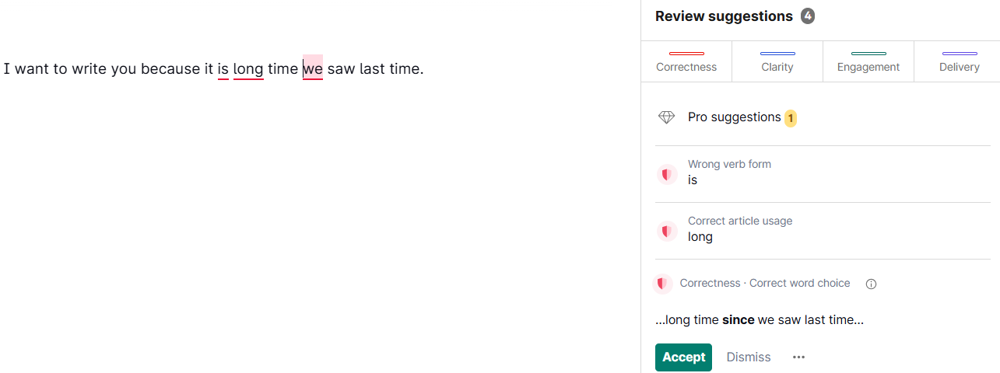 Review suggestions 4
Correctness Clarity Engagement Delivery
I want to write you because it is long time we saw last time.
Pro suggestions 1
Wrong verb form
is
Correct article usage
long
Correctness · Correct word choice
...long time since we saw last time...
Accept Dismiss